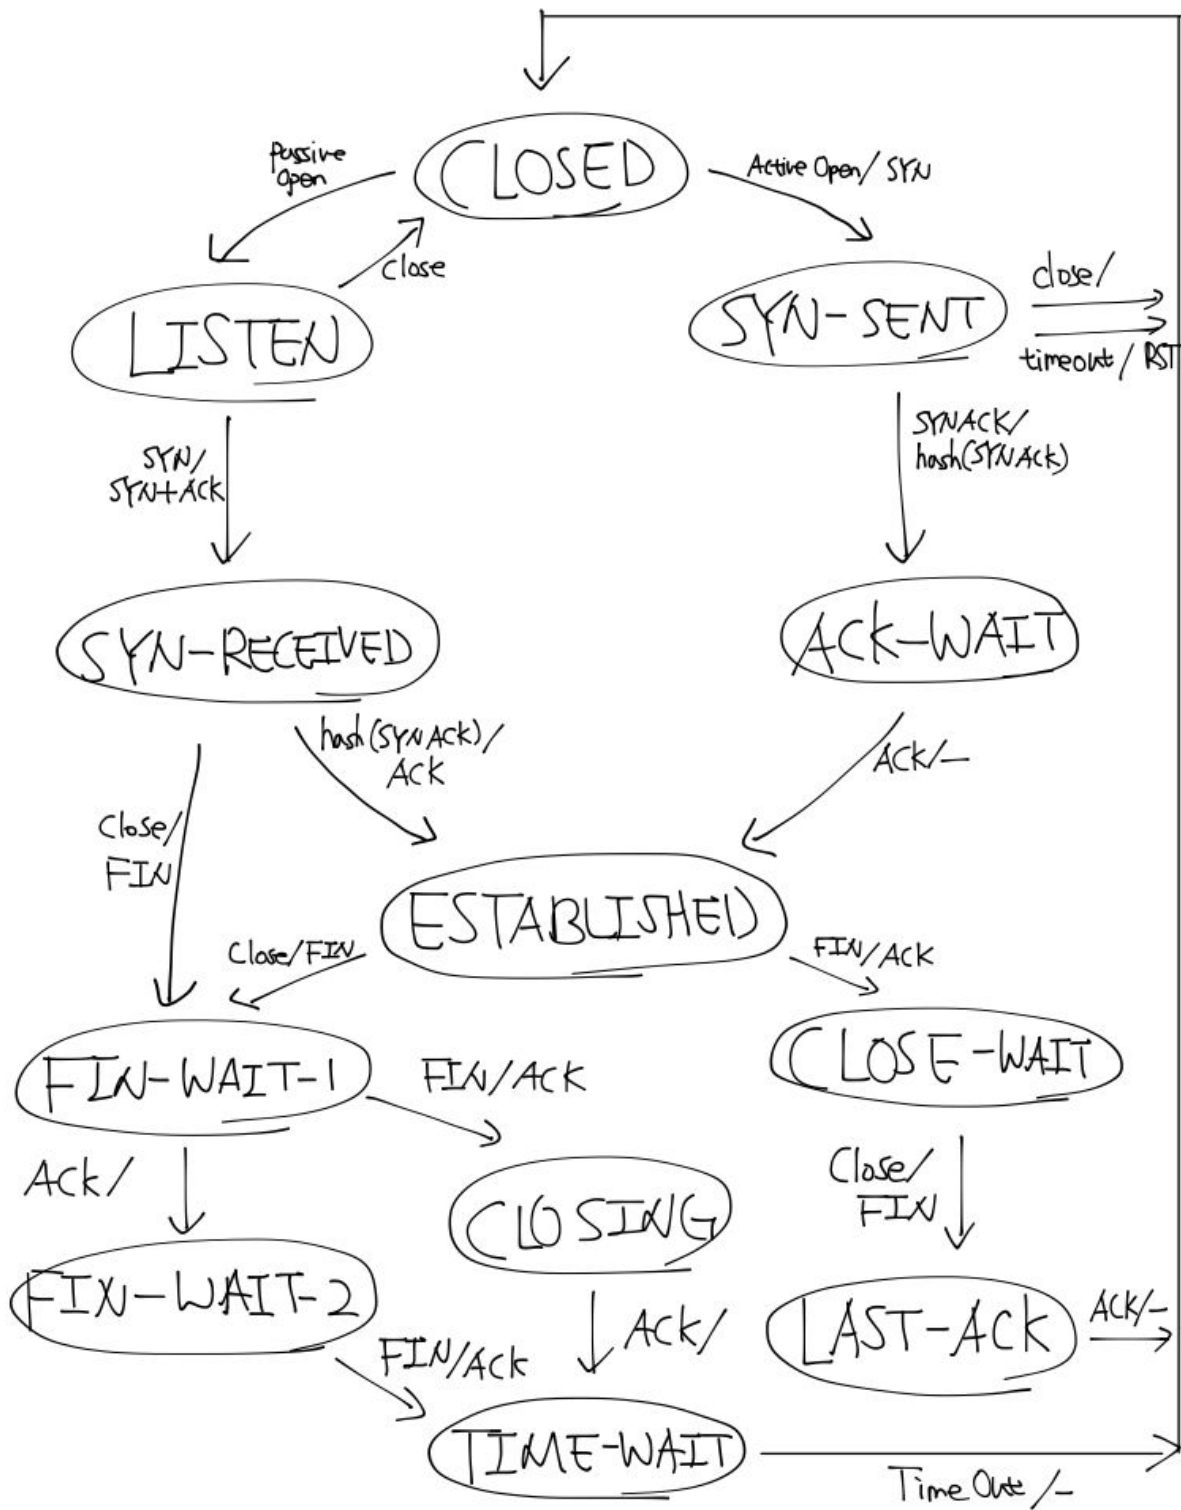 CLOSED
Passive
Open
Active Open/ SYN
Close
LISTEN
SYN-SENT
close/
timeout/ RST
SYN/
SYN+ACK
SYNACK/
hash(SYNACK)
SYN-RECEIVED
ACK-WAIT
hash(SYNACK)/
ACK
ACK/-
Close/
FIN
ESTABLISHED
Close/FIN
FIN/ACK
FIN-WAIT-1
CLOSE-WAIT
FIN/ACK
Ack/
CLOSING
Close/
FIN
FIN-WAIT-2
LAST-ACK
ACK/-
FIN/ACK
ACK/
TIME-WAIT
Time Out/-